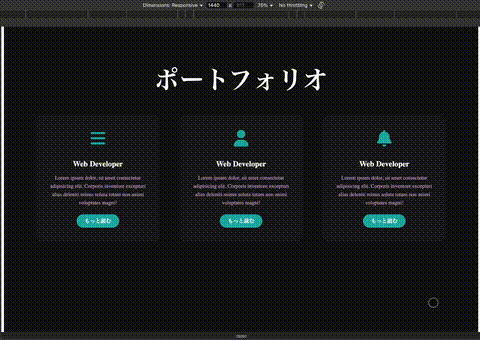 Dimensions: Responsive 1440 x 75% No throttling
ポートフォリオ
Web Developer
Lorem ipsum dolor, sit amet consectetur
adipisicing elit. Corporis inventore excepturi
alias deleniti minus soluta totam non earum
voluptates magni!
もっと読む
Web Developer
Lorem ipsum dolor, sit amet consectetur
adipisicing elit. Corporis inventore excepturi
alias deleniti minus soluta totam non earum
voluptates magni!
もっと読む
Web Developer
Lorem ipsum dolor, sit amet consectetur
adipisicing elit. Corporis inventore excepturi
alias deleniti minus soluta totam non earum
voluptates magni!
もっと読む